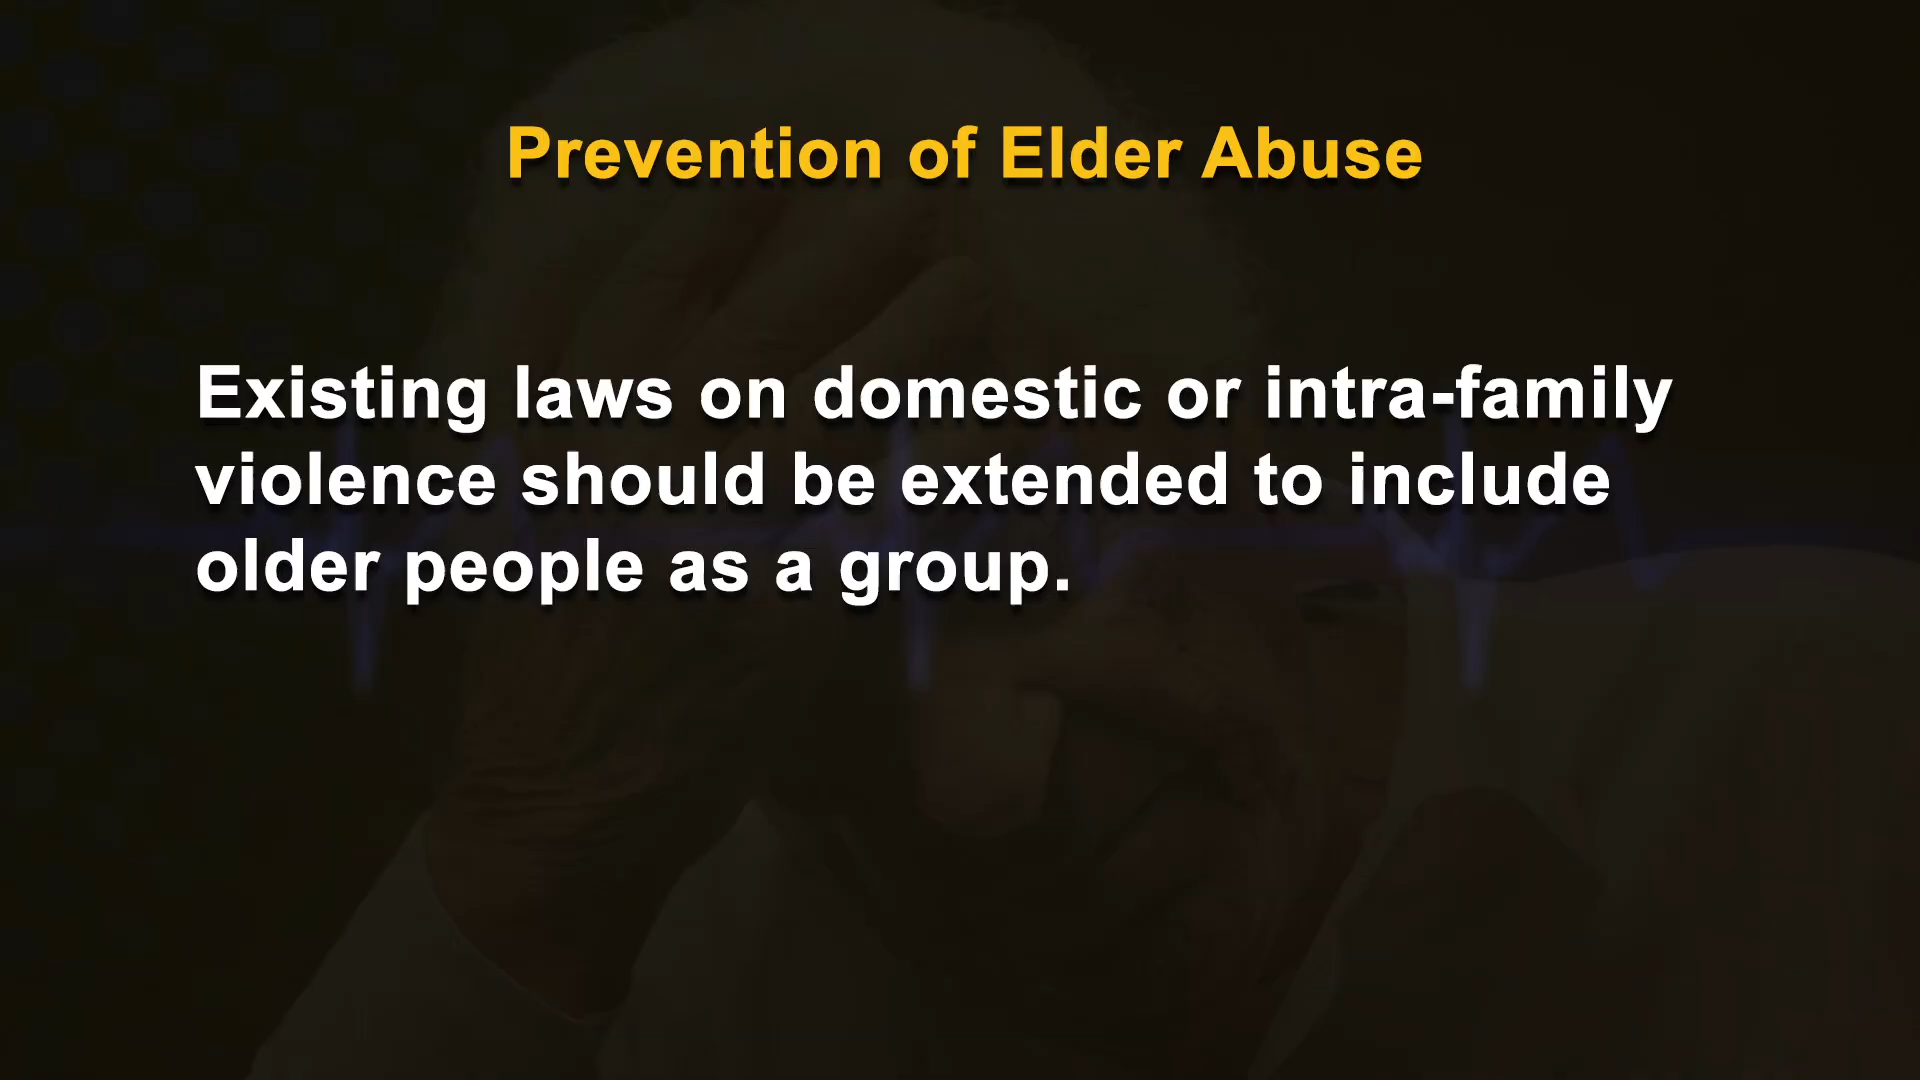 Prevention of Elder Abuse
Existing laws on domestic or intra-family
violence should be extended to include
older people as a group.